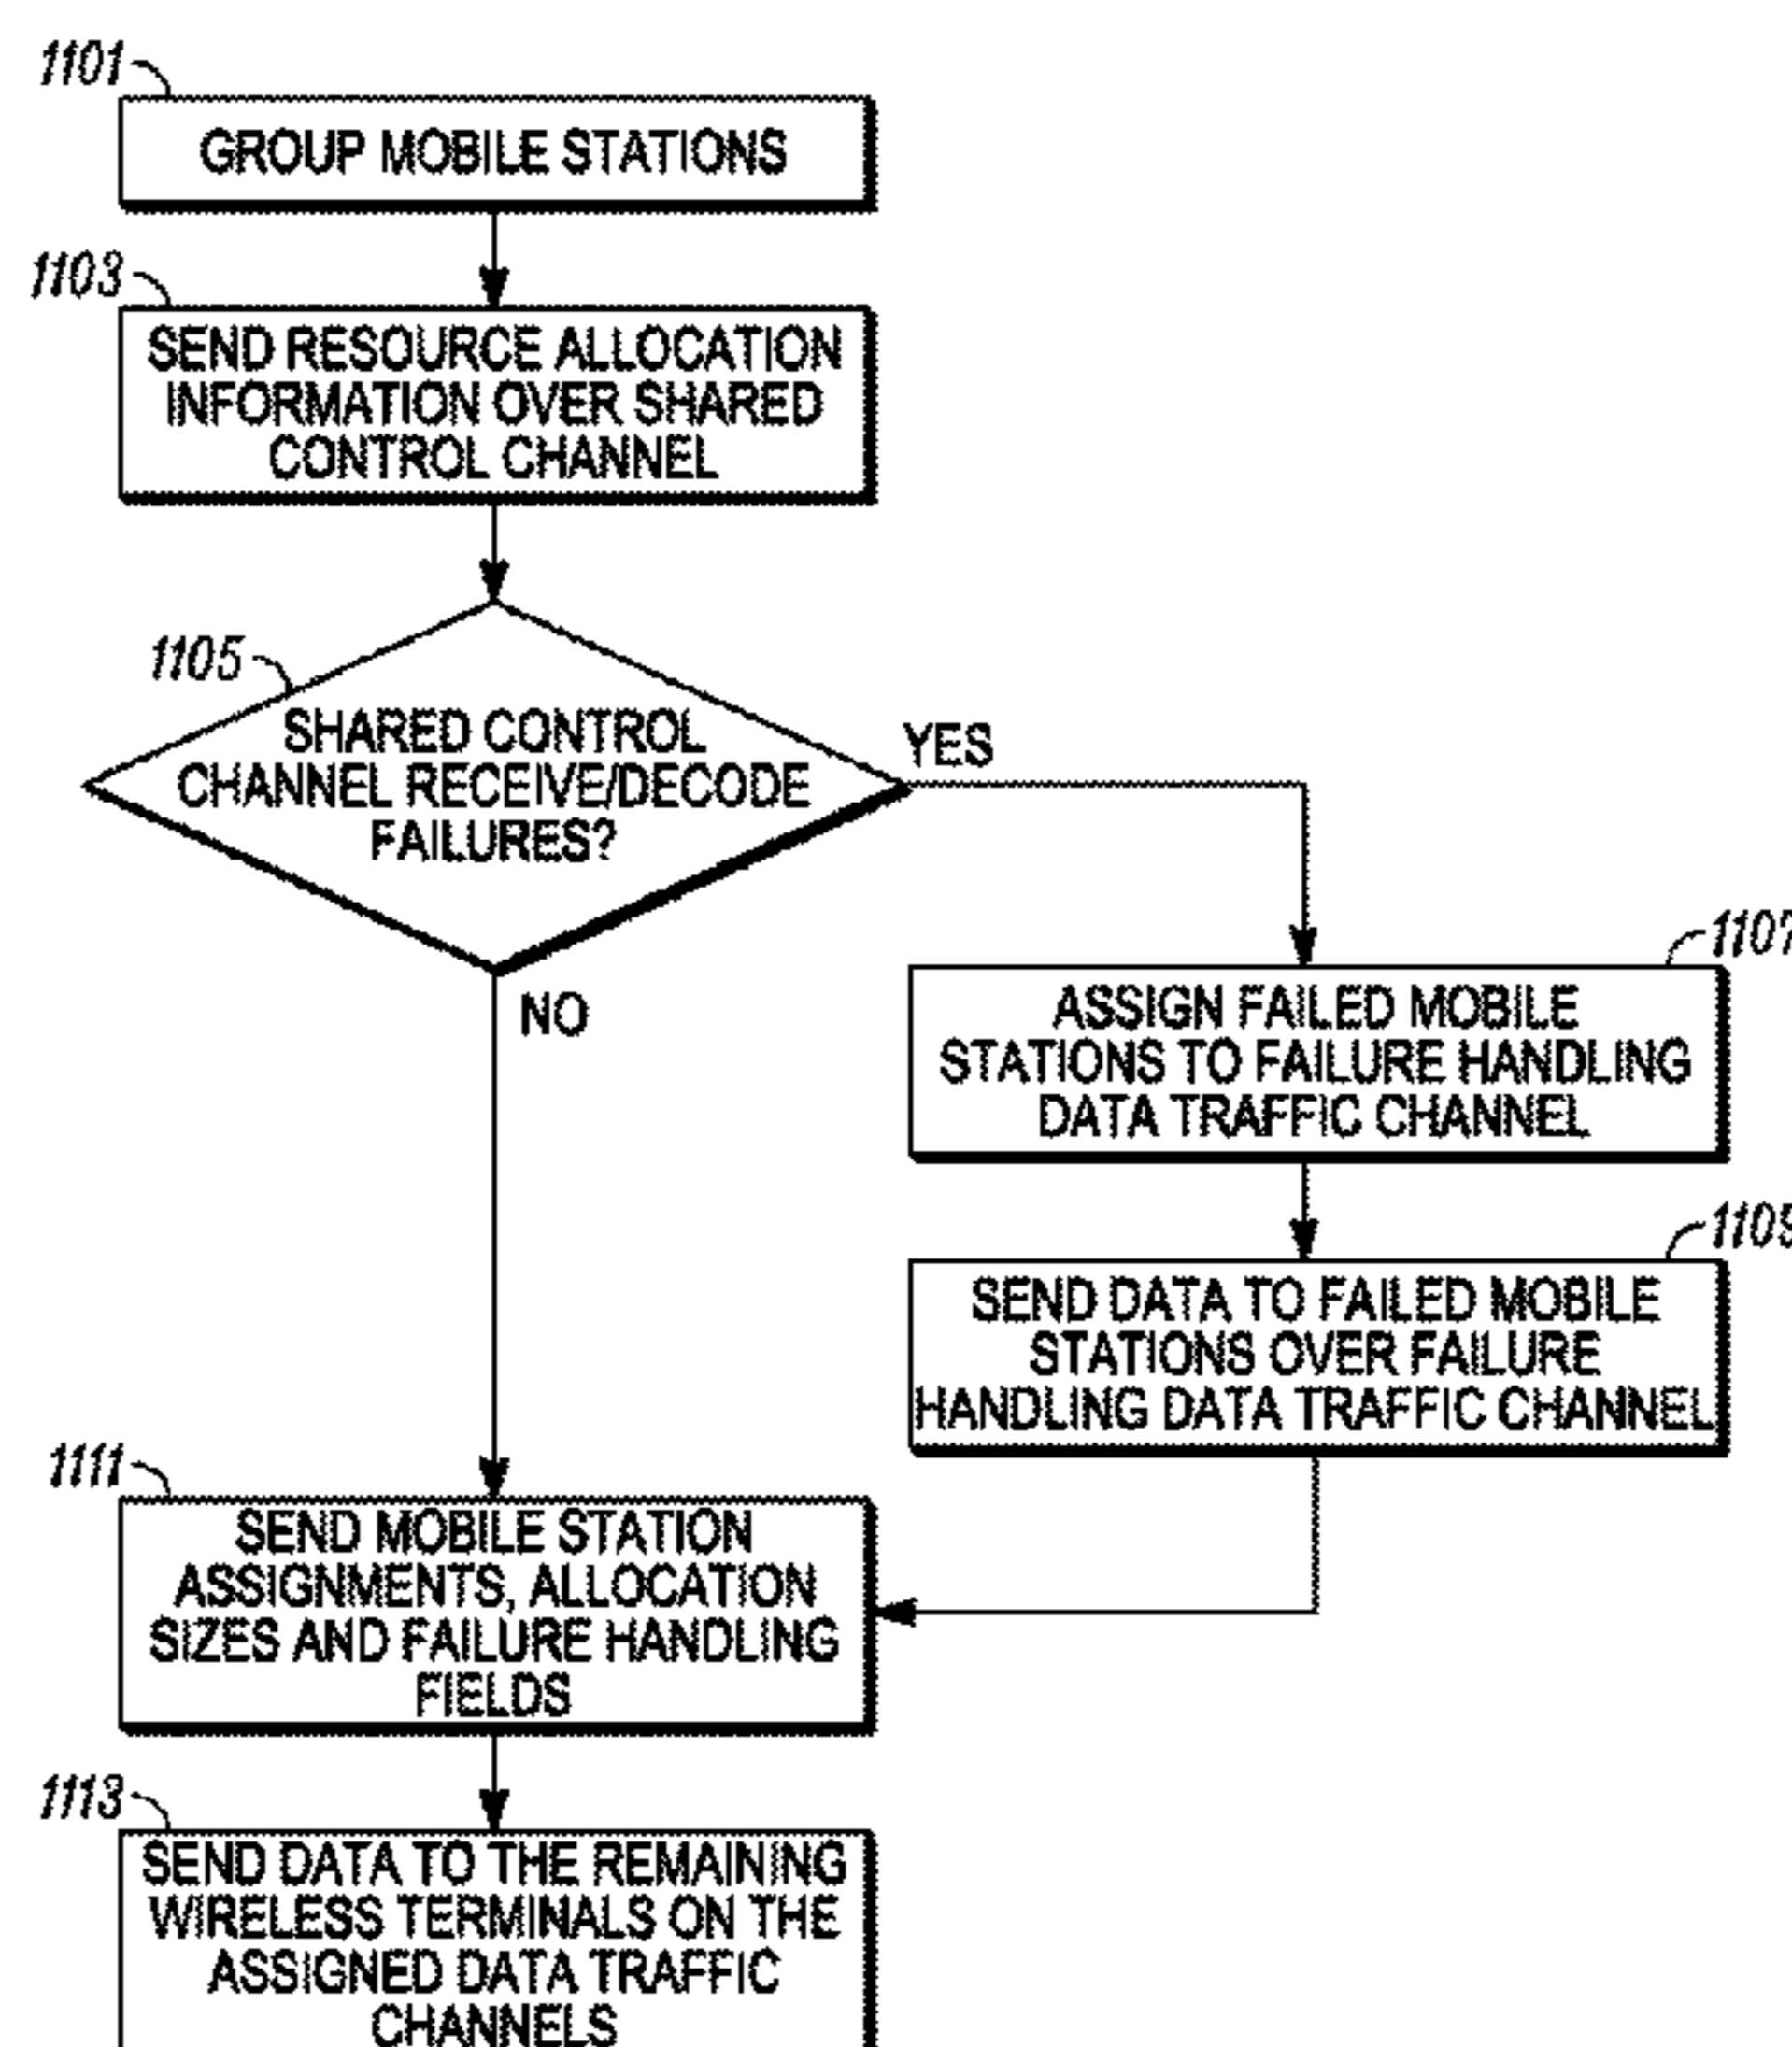 1101
GROUP MOBILE STATIONS
1103
SEND RESOURCE ALLOCATION
INFORMATION OVER SHARED
CONTROL CHANNEL
1105
SHARED CONTROL
CHANNEL RECEIVE/DECODE
FAILURES?
YES
NO
1107
ASSIGN FAILED MOBILE
STATIONS TO FAILURE HANDLING
DATA TRAFFIC CHANNEL
1109
SEND DATA TO FAILED MOBILE
STATIONS OVER FAILURE
HANDLING DATA TRAFFIC CHANNEL
1111
SEND MOBILE STATION
ASSIGNMENTS, ALLOCATION
SIZES AND FAILURE HANDLING
FIELDS
1113
SEND DATA TO THE REMAINING
WIRELESS TERMINALS ON THE
ASSIGNED DATA TRAFFIC
CHANNELS